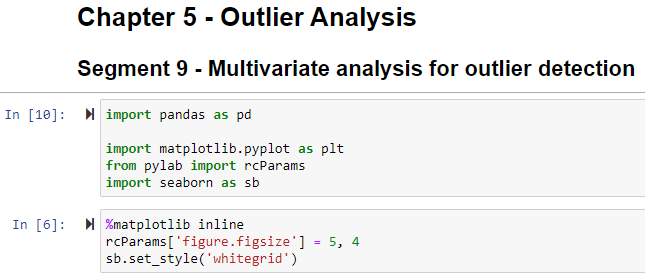 Chapter 5 - Outlier Analysis
Segment 9 - Multivariate analysis for outlier detection
In [10]:
import pandas as pd
import matplotlib.pyplot as plt
from pylab import rcParams
import seaborn as sb
In [6]:
%matplotlib inline
rcParams['figure.figsize'] = 5, 4
sb.set_style('whitegrid')